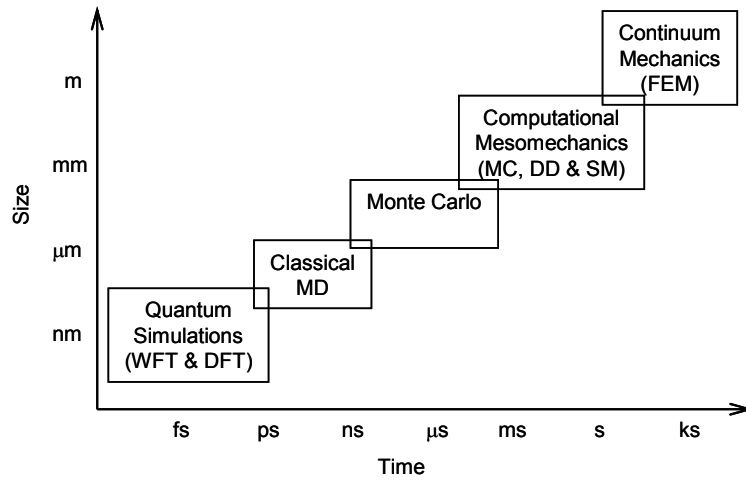 Continuum
Mechanics
(FEM)
Computational
Mesomechanics
(MC, DD & SM)
Monte Carlo
Classical
MD
Quantum
Simulations
(WFT & DFT)
m
mm
μm
nm
Size
fs ps ns μs ms s ks
Time